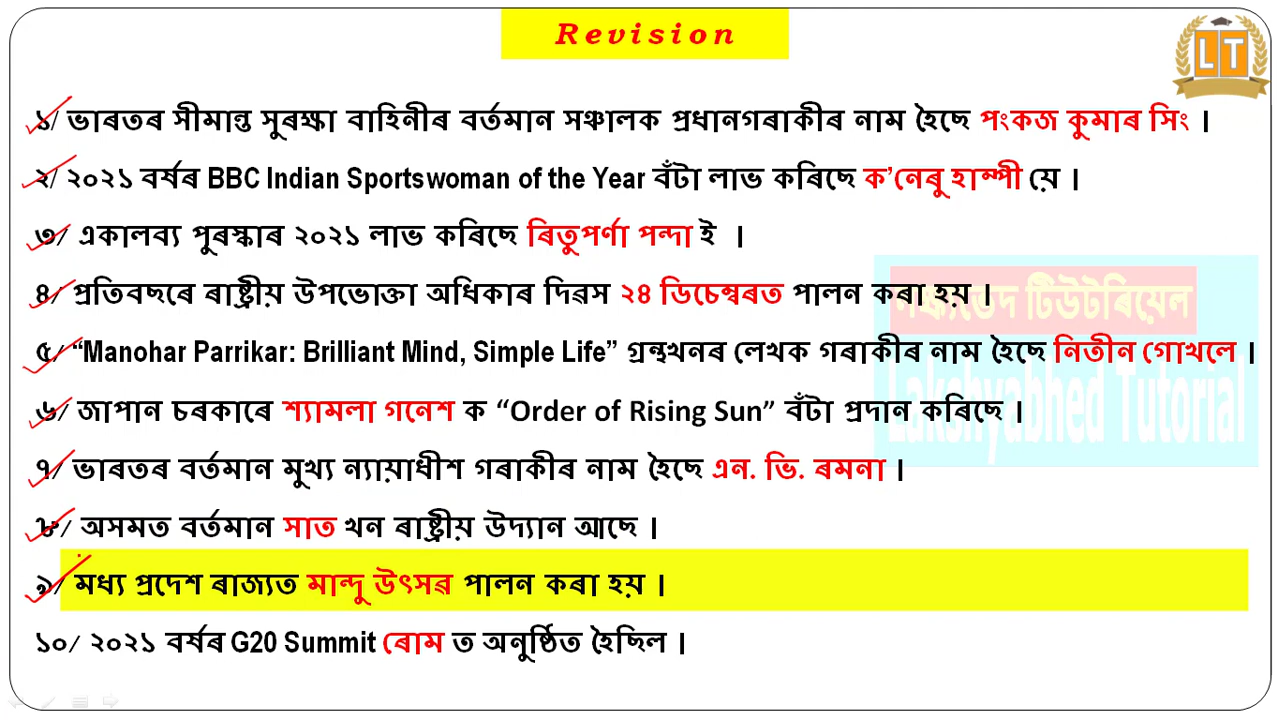 Revision
LT
১/ ভাৰতৰ সীমান্ত সুৰক্ষা বাহিনীৰ বৰ্তমান সঞ্চালক প্ৰধানগৰাকীৰ নাম হৈছে পংকজ কুমাৰ সিং ।
২/ ২০২১ বৰ্ষৰ BBC Indian Sportswoman of the Year বঁটা লাভ কৰিছে ক’নেৰু হাম্পী য়ে ।
৩/ একালব্য পুৰস্কাৰ ২০২১ লাভ কৰিছে ৰিতুপৰ্ণা পন্দা ই ।
৪/ প্ৰতিবছৰে ৰাষ্ট্ৰীয় উপভোক্তা অধিকাৰ দিৱস ২৪ ডিচেম্বৰত পালন কৰা হয় ।
লক্ষ্যভেদ টিউটৰিয়েল
৫/ “Manohar Parrikar: Brilliant Mind, Simple Life” গ্ৰন্থখনৰ লেখক গৰাকীৰ নাম হৈছে নিতীন গোখলে ।
Lakshyabhed Tutorial
৬/ জাপান চৰকাৰে শ্যামলা গনেশ ক “Order of Rising Sun” বঁটা প্ৰদান কৰিছে ।
৭/ ভাৰতৰ বৰ্তমান মুখ্য ন্যায়াধীশ গৰাকীৰ নাম হৈছে এন. ভি. ৰমনা ।
৮/ অসমত বৰ্তমান সাত খন ৰাষ্ট্ৰীয় উদ্যান আছে ।
৯/ মধ্য প্ৰদেশ ৰাজ্যত মান্দু উৎসৱ পালন কৰা হয় ।
১০/ ২০২১ বৰ্ষৰ G20 Summit ৰোম ত অনুষ্ঠিত হৈছিল ।